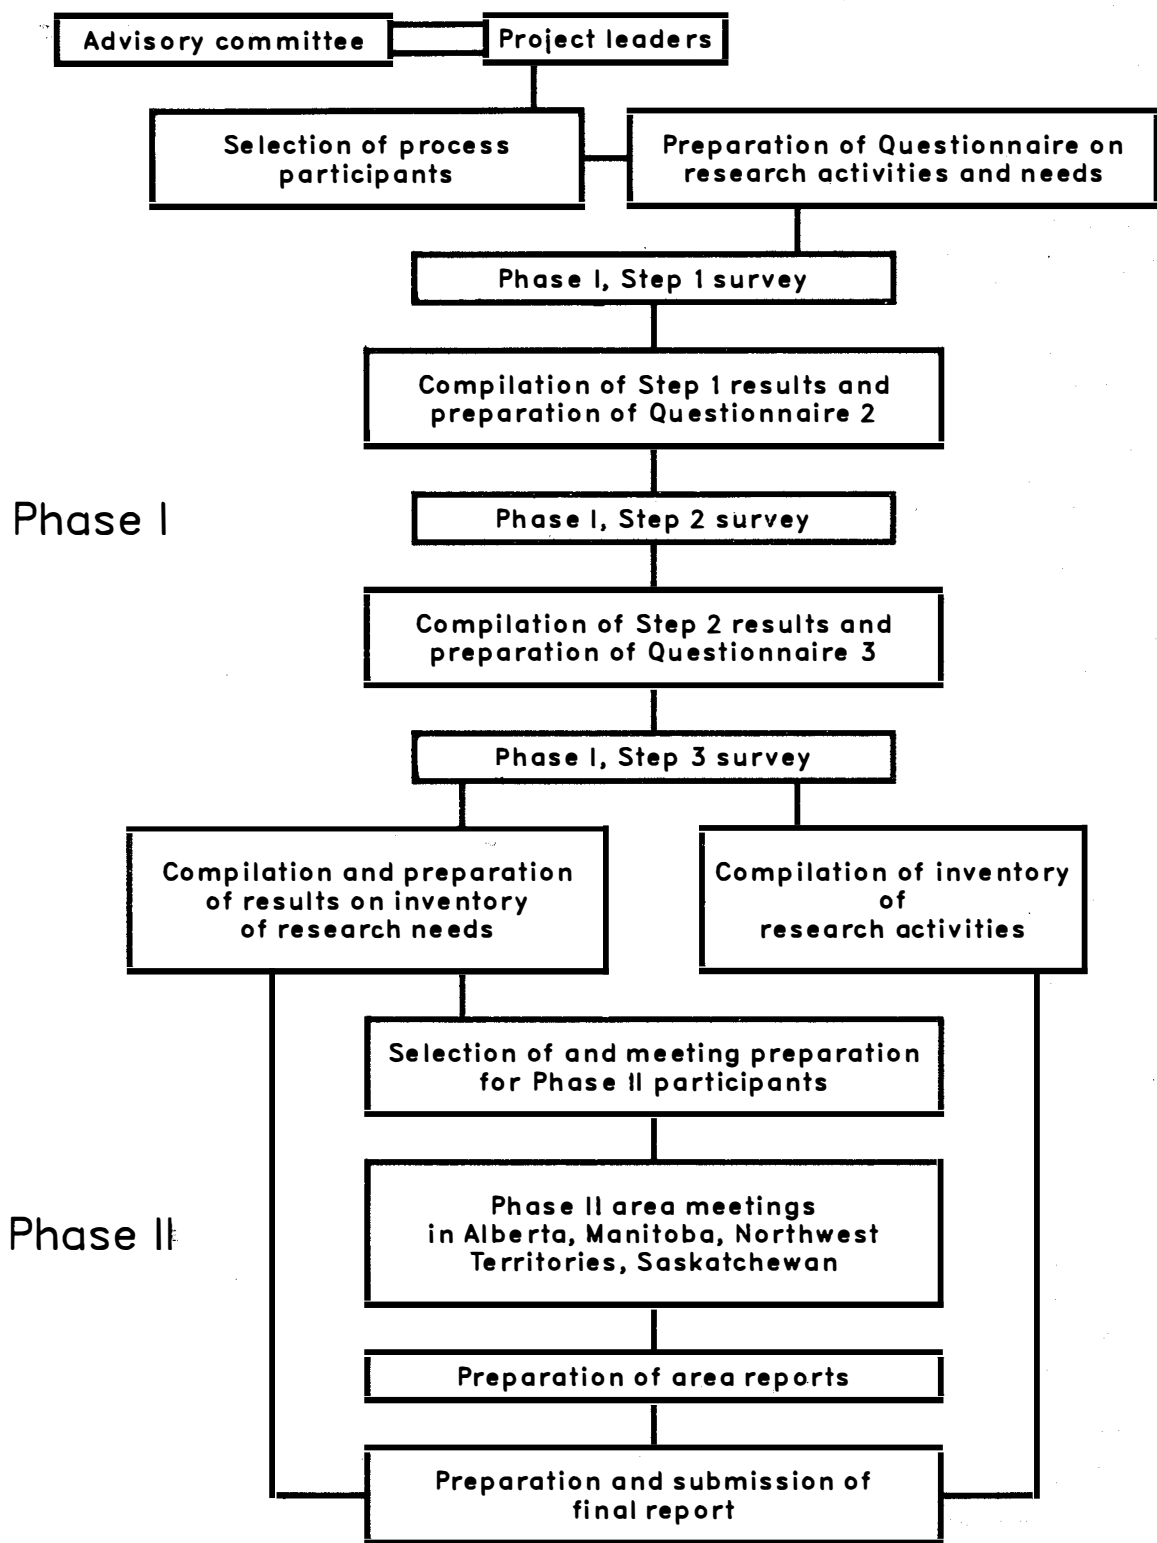 Advisory committee
Project leaders
Selection of process
participants
Preparation of Questionnaire on
research activities and needs
Phase I, Step 1 survey
Compilation of Step 1 results and
preparation of Questionnaire 2
Phase I
Phase I, Step 2 survey
Compilation of Step 2 results and
preparation of Questionnaire 3
Phase I, Step 3 survey
Compilation and preparation
of results on inventory
of research needs
Compilation of inventory
of
research activities
Selection of and meeting preparation
for Phase II participants
Phase II
Phase II area meetings
in Alberta, Manitoba, Northwest
Territories, Saskatchewan
Preparation of area reports
Preparation and submission of
final report